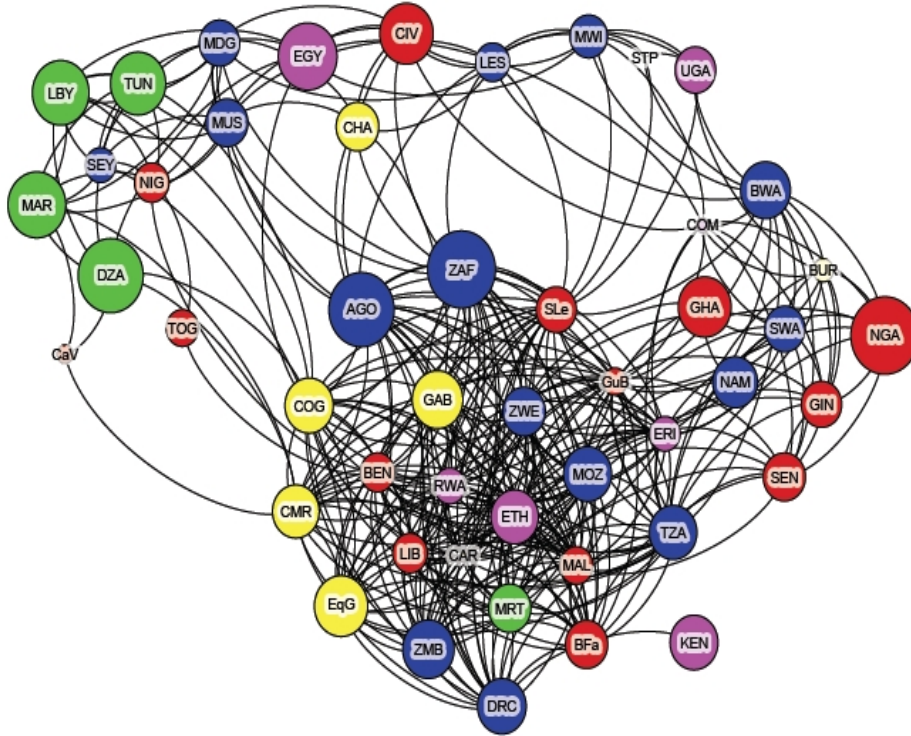 CIV
MDG
EGY
MWI
LES
STP
UGA
TUN
LBY
MUS
CHA
SEY
NIG
BWA
MAR
COM
DZA
ZAF
BUR
AGO
SLe
GHA
TOG
SWA
NGA
CaV
GuB
NAM
COG
GAB
ZWE
GIN
ERI
BEN
RWA
MOZ
SEN
CMR
ETH
TZA
LIB
CAR
MAL
EqG
MRT
ZMB
BFa
KEN
DRC